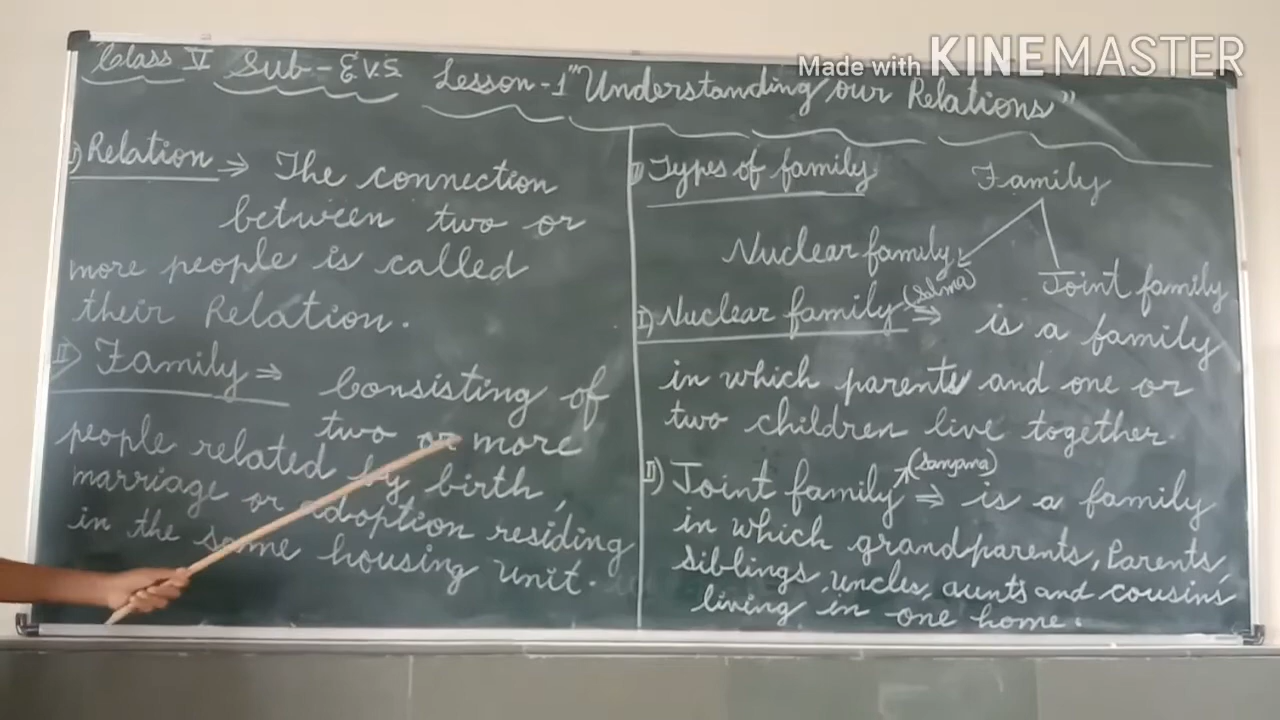 Made with KINEMASTER
Class V Sub-E.V.S Lesson-1 "Understanding our Relations"
I) Relation ⇒ The connection
between two or
more people is called
their Relation.
II) Family ⇒ Consisting of
two or more
people related by birth,
marriage or adoption residing
in the same housing unit.
Types of family
Family
Nuclear family
Joint family
I) Nuclear family (Salma) ⇒ is a family
in which parents and one or
two children live together.
II) Joint family (Sanjana) ⇒ is a family
in which grandparents, Parents,
siblings, uncles, aunts and cousins
living in one home.